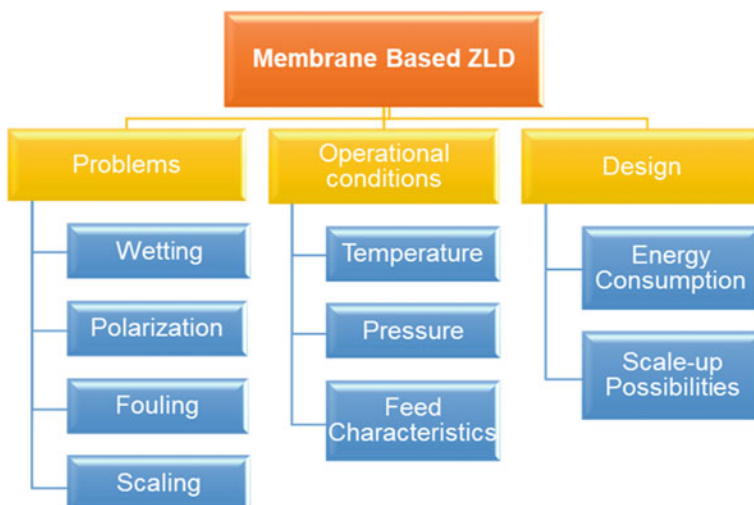 Membrane Based ZLD
Problems
Wetting
Polarization
Fouling
Scaling
Operational
conditions
Temperature
Pressure
Feed
Characteristics
Design
Energy
Consumption
Scale-up
Possibilities